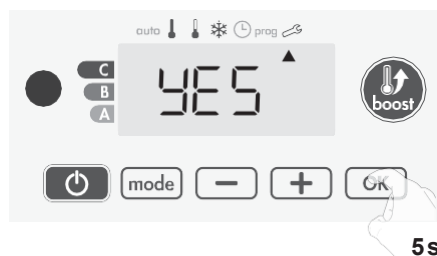 auto prog
C
B
A
YES
boost
mode − + OK
5s